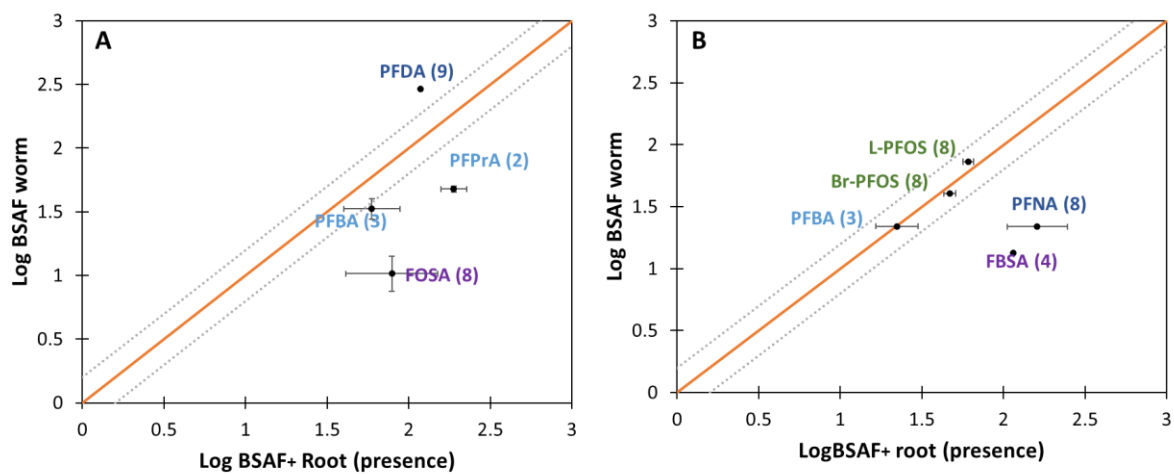 A
3
2.5
2
1.5
1
0.5
0
Log BSAF worm
PFDA (9)
PFPrA (2)
PFBA (3)
FOSA (8)
0 0.5 1 1.5 2 2.5 3
Log BSAF+ Root (presence)
B
3
2.5
2
1.5
1
0.5
0
Log BSAF worm
L-PFOS (8)
Br-PFOS (8)
PFBA (3)
PFNA (8)
FBSA (4)
0 0.5 1 1.5 2 2.5 3
LogBSAF+ root (presence)